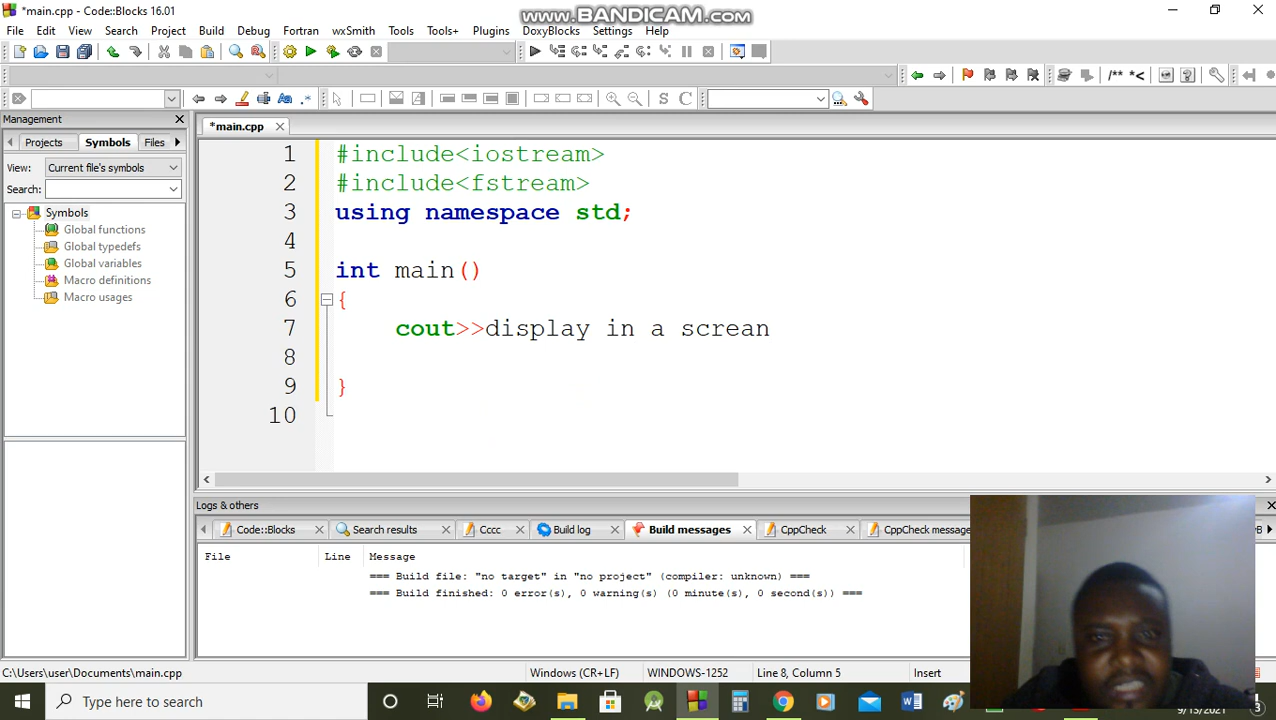 *main.cpp - Code::Blocks 16.01
www.BANDICAM.com
File Edit View Search Project Build Debug Fortran wxSmith Tools Tools+ Plugins DoxyBlocks Settings Help
/** *<
S C
Management
*main.cpp
Projects Symbols Files
View: Current file's symbols
Search:
Symbols
Global functions
Global typedefs
Global variables
Macro definitions
Macro usages
1 #include<iostream>
2 #include<fstream>
3 using namespace std;
4
5 int main()
6 {
7 cout>>display in a screan
8
9 }
10
Logs & others
Code::Blocks Search results Cccc Build log Build messages CppCheck CppCheck message
File Line Message
=== Build file: "no target" in "no project" (compiler: unknown) ===
=== Build finished: 0 error(s), 0 warning(s) (0 minute(s), 0 second(s)) ===
C:\Users\user\Documents\main.cpp Windows (CR+LF) WINDOWS-1252 Line 8, Column 5 Insert
Type here to search